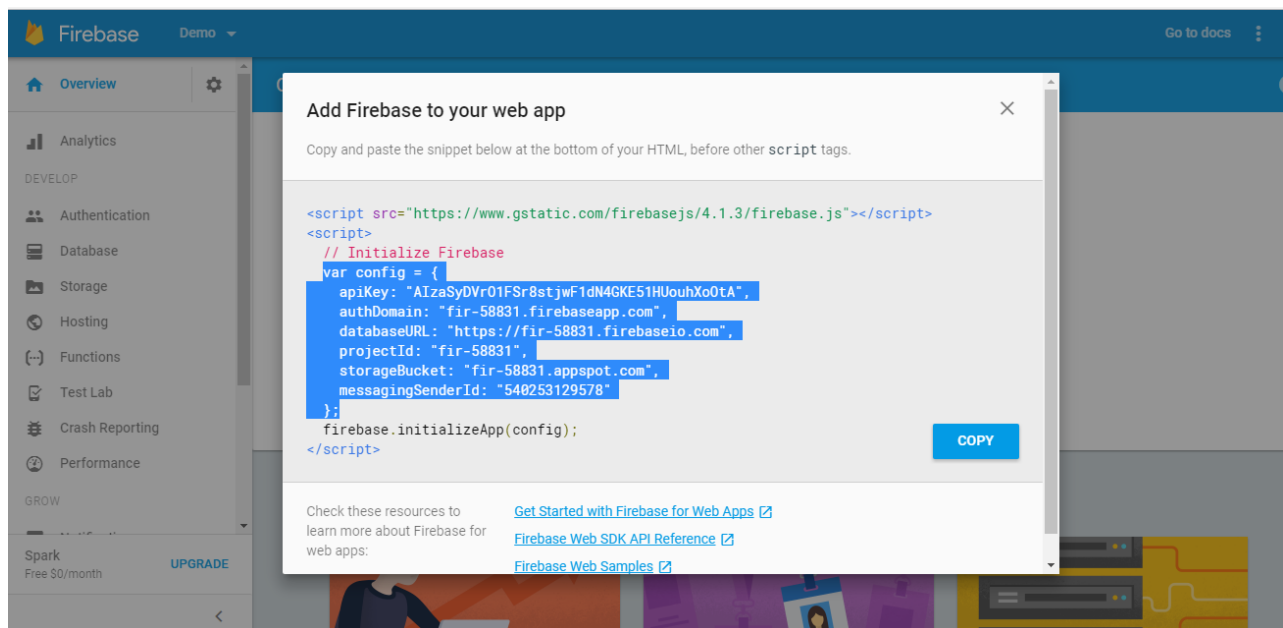 Firebase
Demo
Go to docs
Overview
Analytics
DEVELOP
Authentication
Database
Storage
Hosting
Functions
Test Lab
Crash Reporting
Performance
GROW
Spark
Free $0/month
UPGRADE
Add Firebase to your web app
Copy and paste the snippet below at the bottom of your HTML, before other script tags.
<script src="https://www.gstatic.com/firebasejs/4.1.3/firebase.js"></script>
<script>
// Initialize Firebase
var config = {
apiKey: "AIzaSyDVrO1FSr8stjwF1dN4GKE51HUouhXoOtA",
authDomain: "fir-58831.firebaseapp.com",
databaseURL: "https://fir-58831.firebaseio.com",
projectId: "fir-58831",
storageBucket: "fir-58831.appspot.com",
messagingSenderId: "540253129578"
};
firebase.initializeApp(config);
</script>
COPY
Check these resources to
learn more about Firebase for
web apps:
Get Started with Firebase for Web Apps
Firebase Web SDK API Reference
Firebase Web Samples